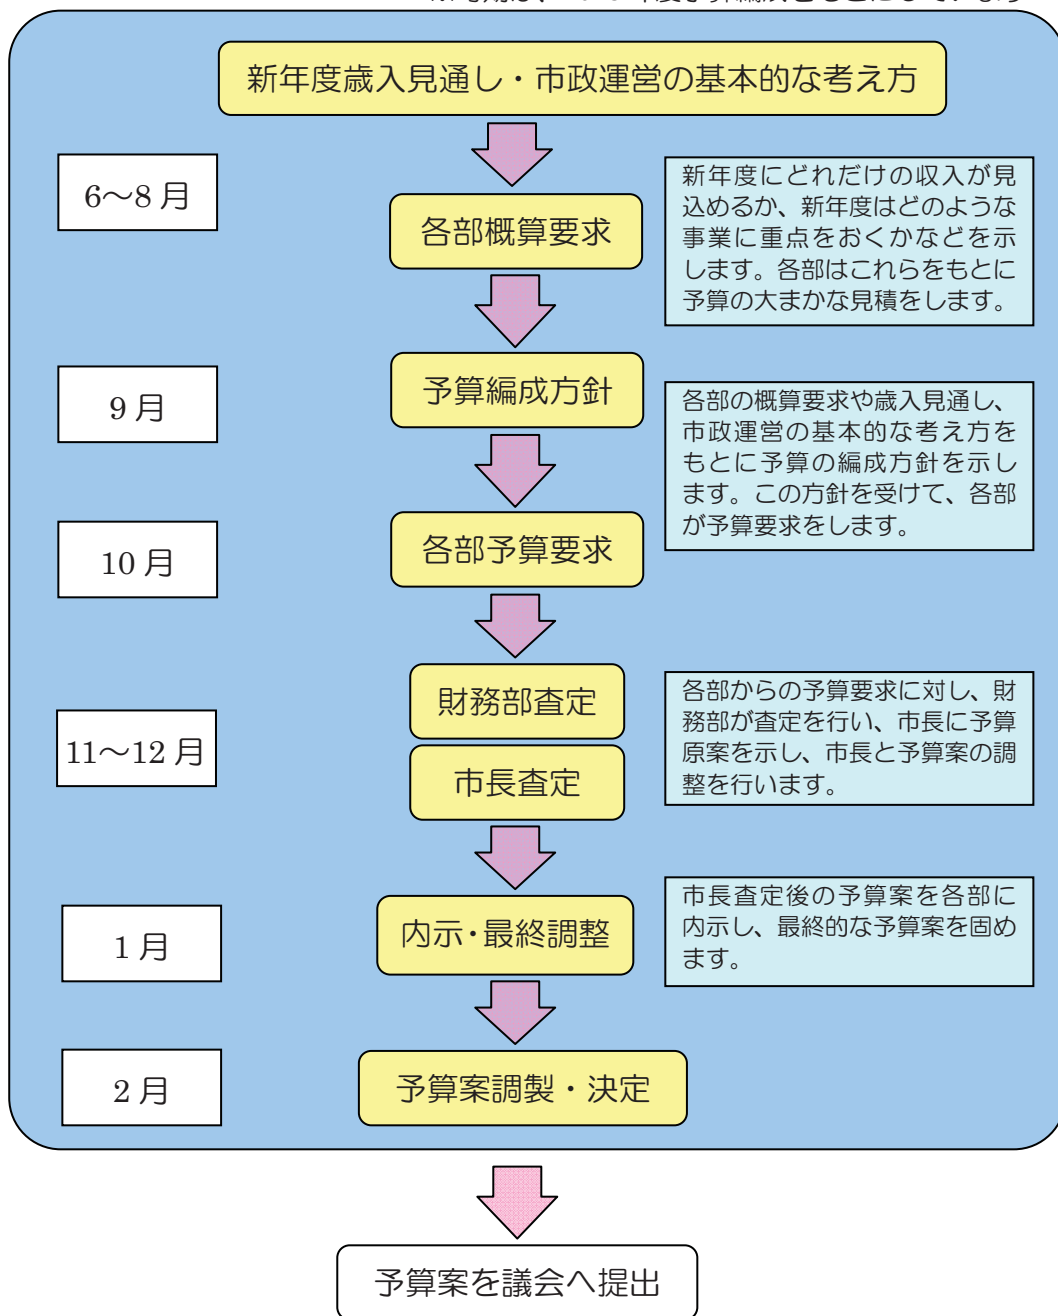 新年度歳入見通し・市政運営の基本的な考え方
6～8 月
各部概算要求
新年度にどれだけの収入が見
込めるか、新年度はどのような
事業に重点をおくかなどを示
します。各部はこれらをもとに
予算の大まかな見積をします。
9 月
予算編成方針
各部の概算要求や歳入見通し、
市政運営の基本的な考え方を
もとに予算の編成方針を示し
ます。この方針を受けて、各部
が予算要求をします。
10 月
各部予算要求
11～12 月
財務部査定
市長査定
各部からの予算要求に対し、財
務部が査定を行い、市長に予算
原案を示し、市長と予算案の調
整を行います。
1 月
内示・最終調整
市長査定後の予算案を各部に
内示し、最終的な予算案を固め
ます。
2 月
予算案調製・決定
予算案を議会へ提出